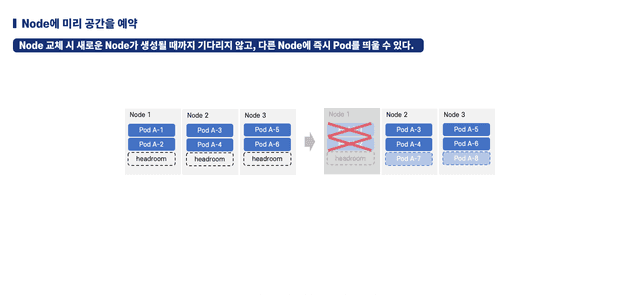 Node에 미리 공간을 예약
Node 교체 시 새로운 Node가 생성될 때까지 기다리지 않고, 다른 Node에 즉시 Pod를 띄울 수 있다.
Node 1
Node 2
Node 3
Pod A-1
Pod A-3
Pod A-5
Pod A-2
Pod A-4
Pod A-6
headroom
headroom
headroom
Node 1
Node 2
Node 3
Pod A-3
Pod A-5
Pod A-4
Pod A-6
headroom
Pod A-7
Pod A-8